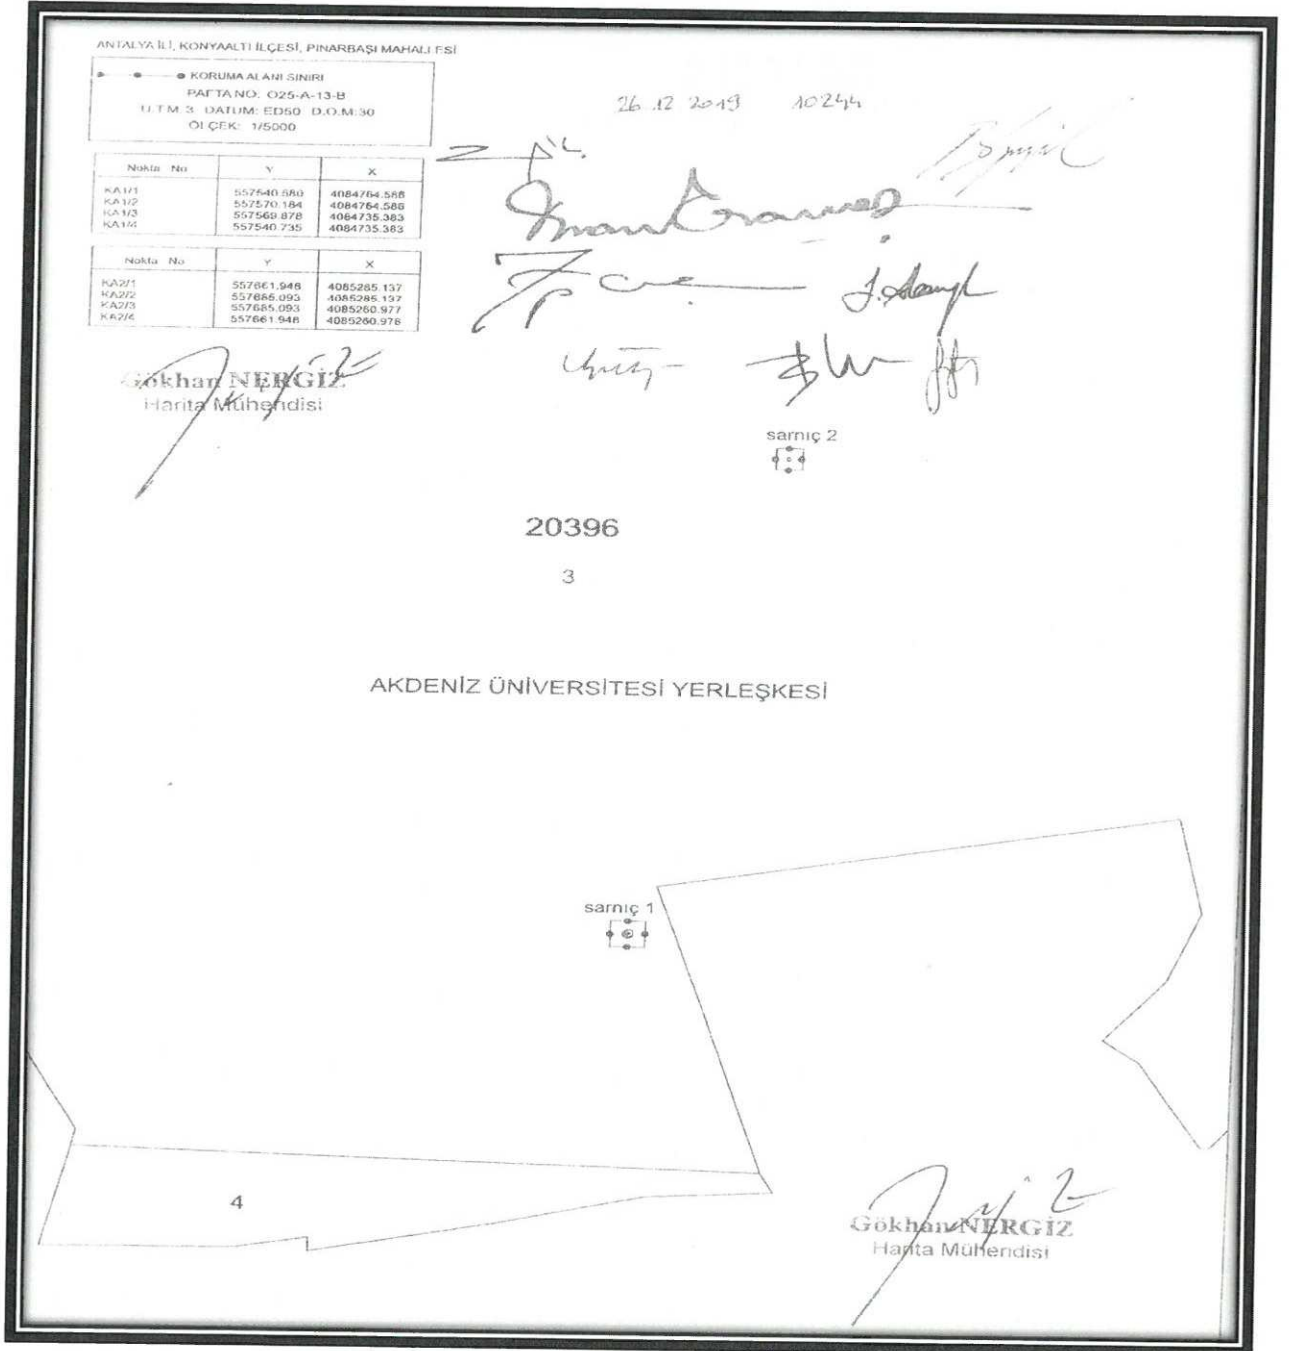 ANTALYA İLİ, KONYAALTI İLÇESİ, PINARBAŞI MAHALLESİ
KORUMA ALANI SINIRI
PAFTA NO: O25-A-13-B
U.T.M 3 DATUM: ED50 D.O.M:30
ÖLÇEK: 1/5000
26.12.2019 10244
Nokta No Y X
KA1/1 557540.580 4084764.586
KA1/2 557570.184 4084764.586
KA1/3 557569.878 4084735.383
KA1/4 557540.735 4084735.383
Nokta No Y X
KA2/1 557661.946 4085285.137
KA2/2 557685.093 4085285.137
KA2/3 557685.093 4085260.977
KA2/4 557661.946 4085260.976
Gökhan NERGİZ
Harita Mühendisi
sarnıç 2
20396
3
AKDENİZ ÜNİVERSİTESİ YERLEŞKESİ
sarnıç 1
4
Gökhan NERGİZ
Harita Mühendisi